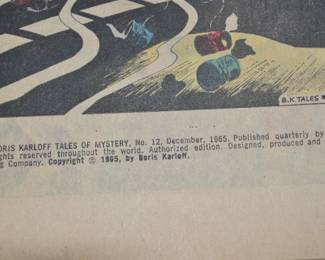 B.K. TALES
ORIS KARLOFF TALES OF MYSTERY, No. 12, December, 1965. Published quarterly by
ights reserved throughout the world. Authorized edition. Designed, produced and
g Company. Copyright © 1965, by Boris Karloff.